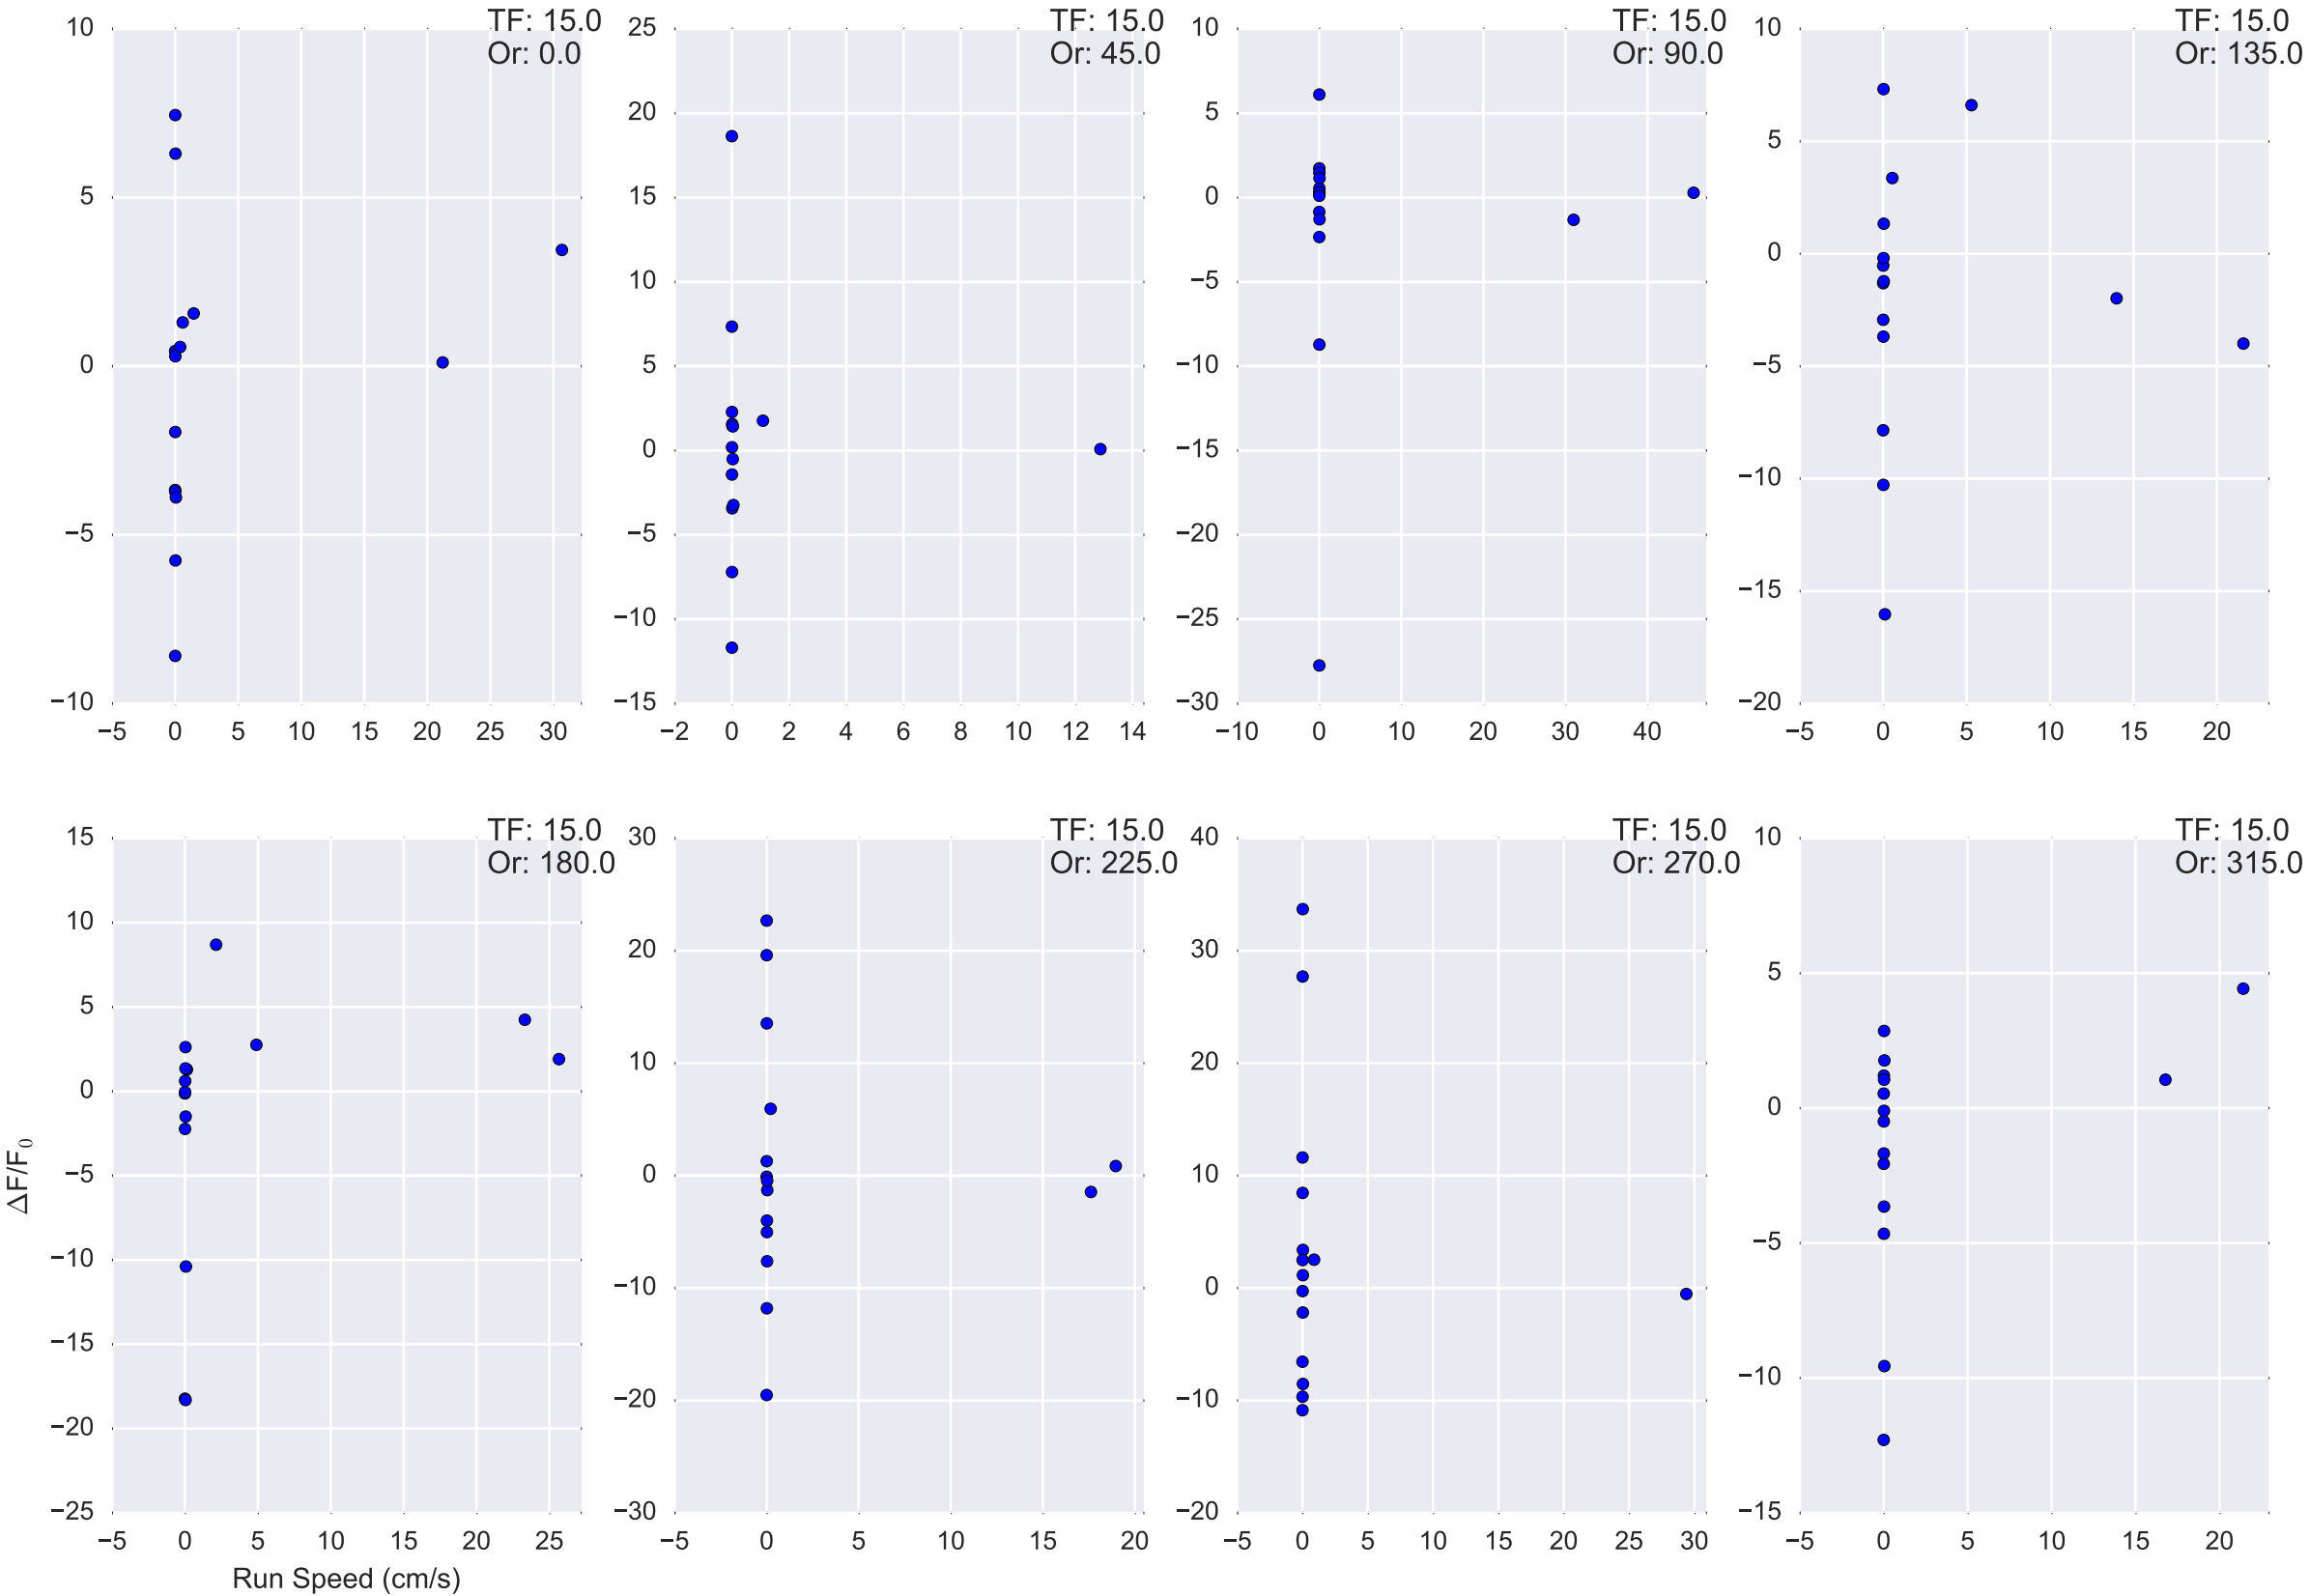 TF: 15.0
Or: 0.0
10
5
0
−5
−10
−5 0 5 10 15 20 25 30
TF: 15.0
Or: 45.0
25
20
15
10
5
0
−5
−10
−15
−2 0 2 4 6 8 10 12 14
TF: 15.0
Or: 90.0
10
5
0
−5
−10
−15
−20
−25
−30
−10 0 10 20 30 40
TF: 15.0
Or: 135.0
10
5
0
−5
−10
−15
−20
−5 0 5 10 15 20
TF: 15.0
Or: 180.0
15
10
5
0
−5
−10
−15
−20
−25
−5 0 5 10 15 20 25
ΔF/F₀
Run Speed (cm/s)
TF: 15.0
Or: 225.0
30
20
10
0
−10
−20
−30
−5 0 5 10 15 20
TF: 15.0
Or: 270.0
40
30
20
10
0
−10
−20
−5 0 5 10 15 20 25 30
TF: 15.0
Or: 315.0
10
5
0
−5
−10
−15
−5 0 5 10 15 20